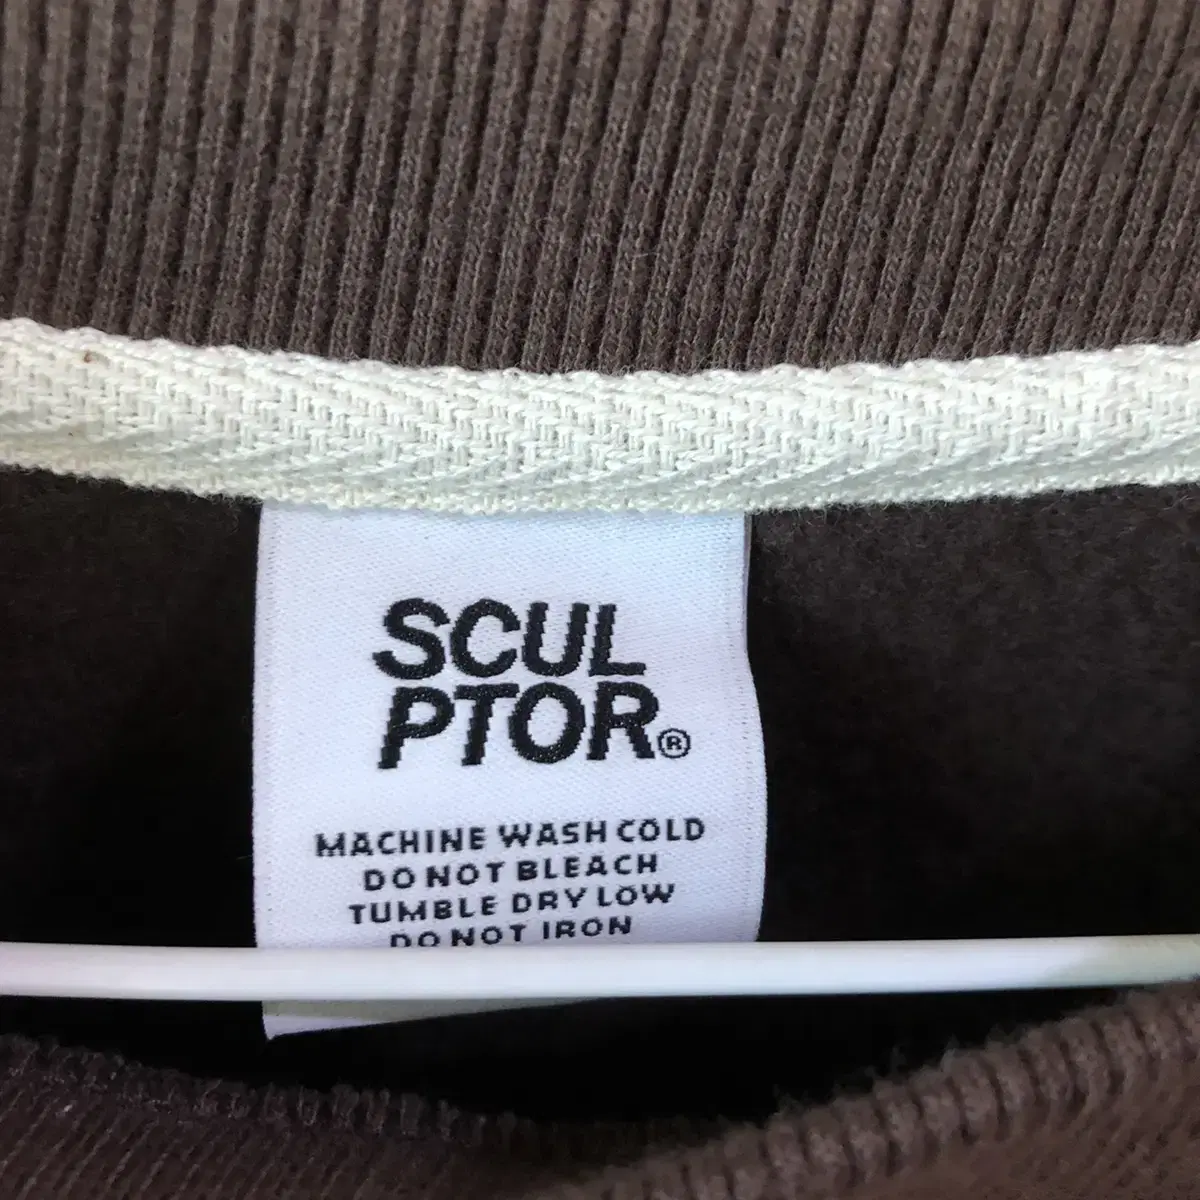 SCUL
PTOR®
MACHINE WASH COLD
DO NOT BLEACH
TUMBLE DRY LOW
DO NOT IRON